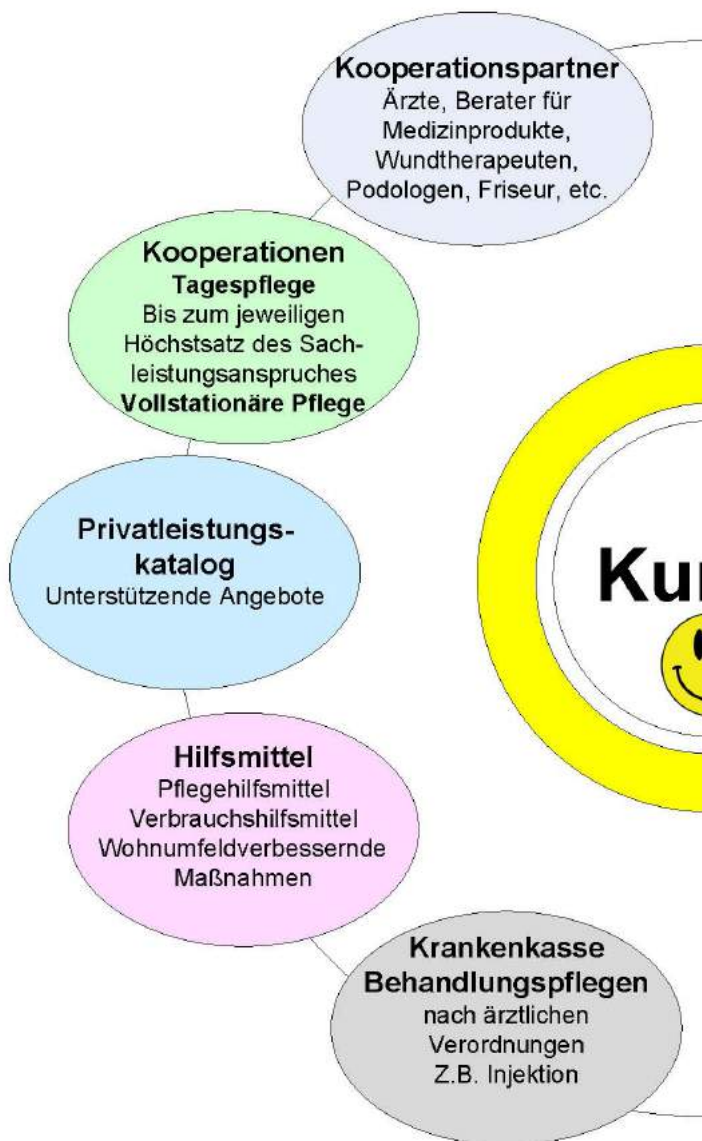 Kooperationspartner
Ärzte, Berater für
Medizinprodukte,
Wundtherapeuten,
Podologen, Friseur, etc.
Kooperationen
Tagespflege
Bis zum jeweiligen
Höchstsatz des Sach-
leistungsanspruches
Vollstationäre Pflege
Privatleistungs-
katalog
Unterstützende Angebote
Hilfsmittel
Pflegehilfsmittel
Verbrauchshilfsmittel
Wohnumfeldverbessernde
Maßnahmen
Krankenkasse
Behandlungspflegen
nach ärztlichen
Verordnungen
Z.B. Injektion